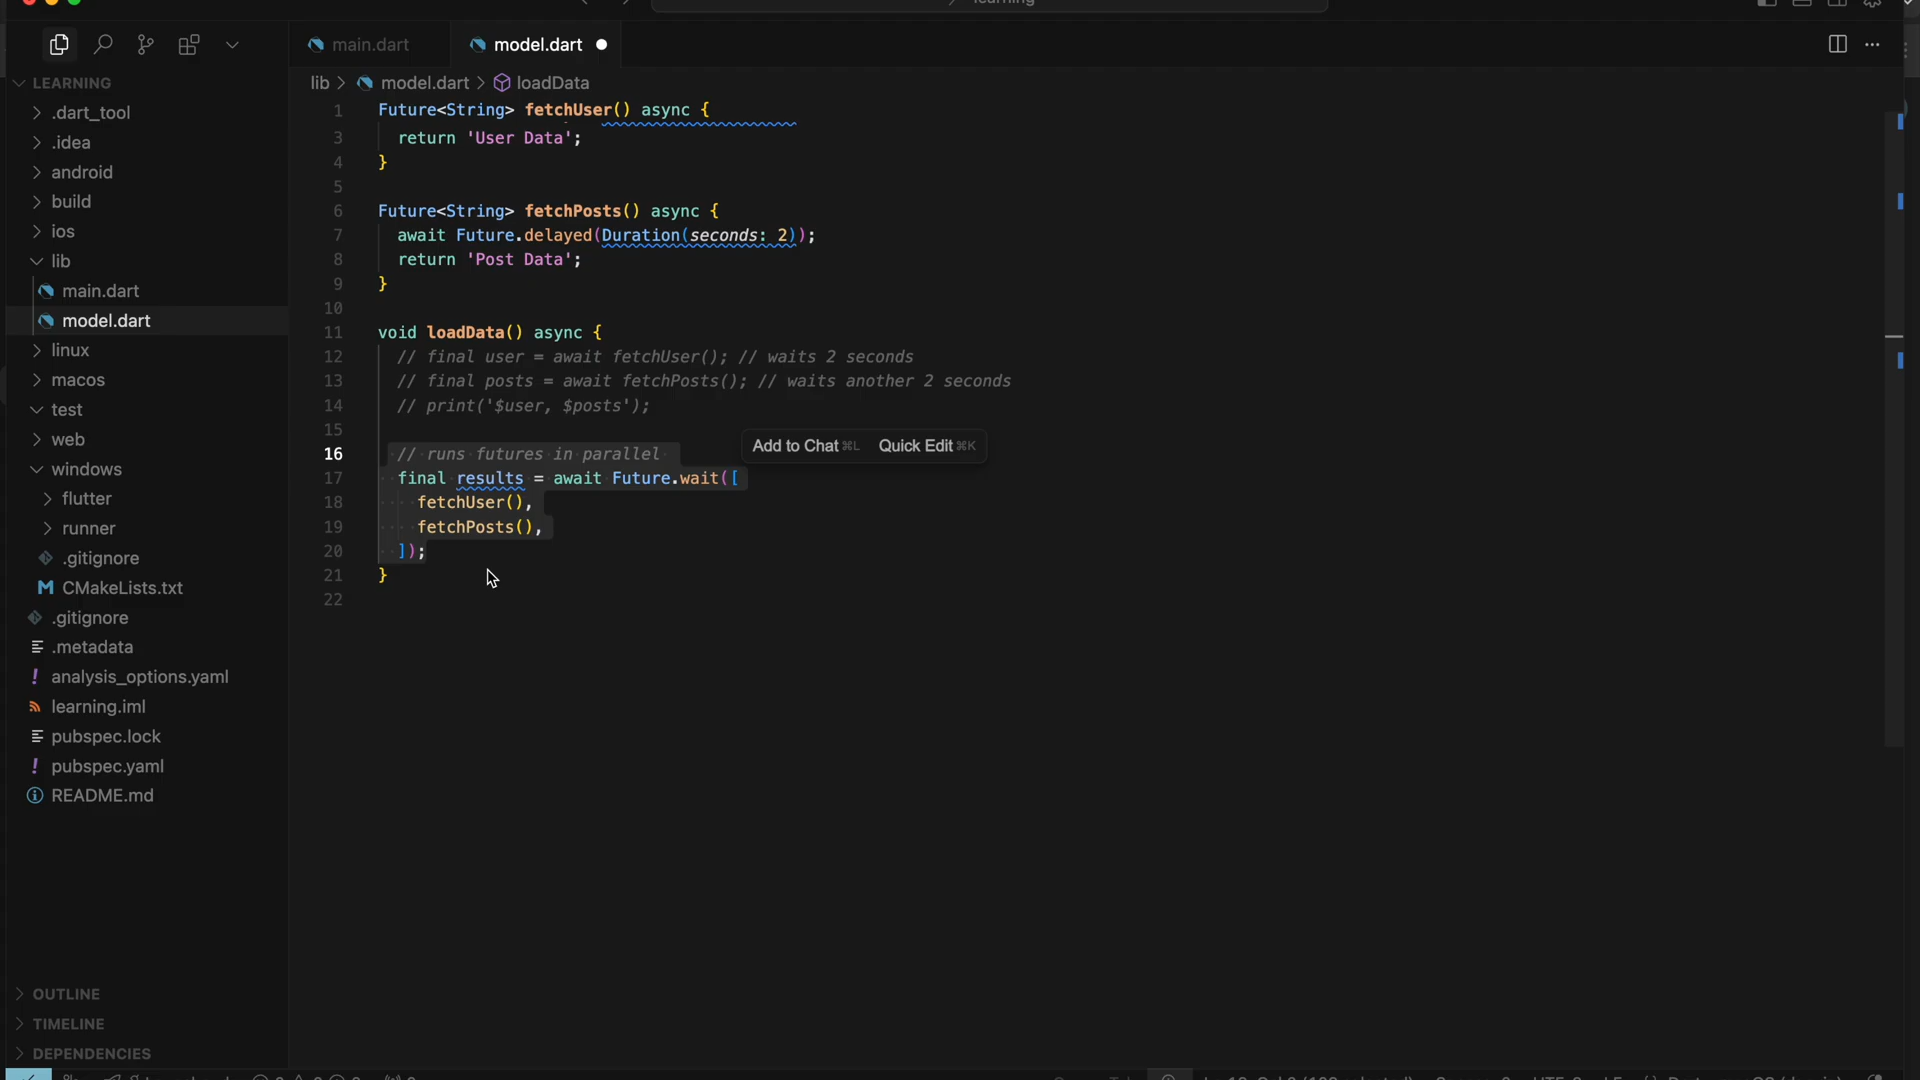 learning
main.dart
model.dart
LEARNING
lib > model.dart > loadData
.dart_tool
.idea
android
build
ios
lib
main.dart
model.dart
linux
macos
test
web
windows
flutter
runner
.gitignore
CMakeLists.txt
.gitignore
.metadata
analysis_options.yaml
learning.iml
pubspec.lock
pubspec.yaml
README.md
OUTLINE
TIMELINE
DEPENDENCIES
1 Future<String> fetchUser() async {
3 return 'User Data';
4 }
5
6 Future<String> fetchPosts() async {
7 await Future.delayed(Duration(seconds: 2));
8 return 'Post Data';
9 }
10
11 void loadData() async {
12 // final user = await fetchUser(); // waits 2 seconds
13 // final posts = await fetchPosts(); // waits another 2 seconds
14 // print('$user, $posts');
15
16 // runs futures in parallel
17 final results = await Future.wait([
18 fetchUser(),
19 fetchPosts(),
20 ]);
21 }
22
Add to Chat ⌘L Quick Edit ⌘K